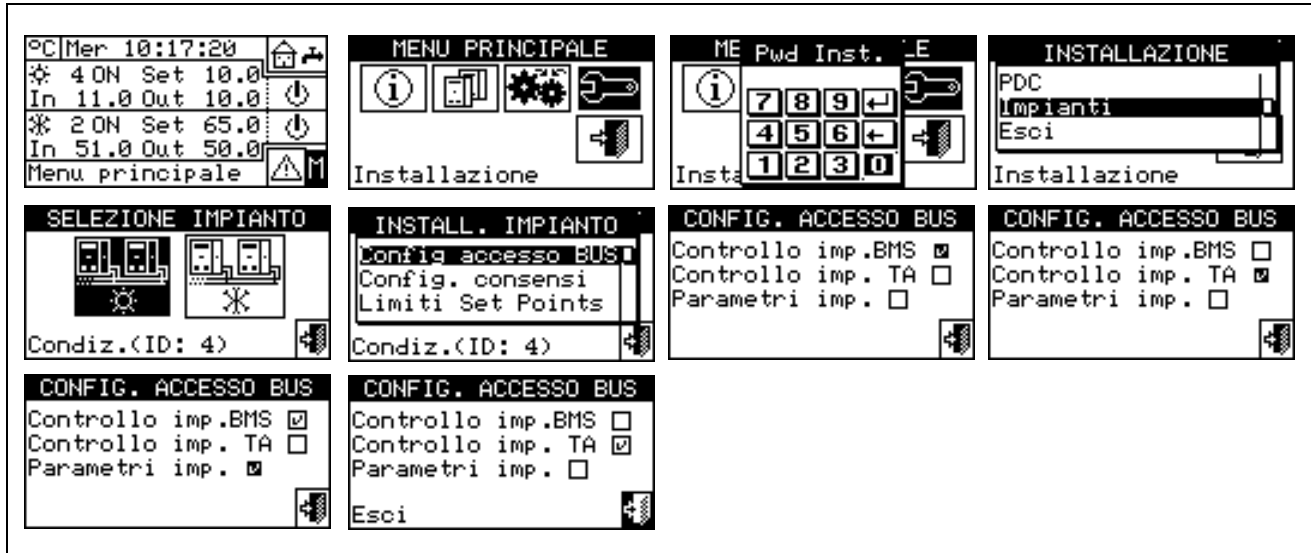 °C Mer 10:17:20
4 ON Set 10.0
In 11.0 Out 10.0
2 ON Set 65.0
In 51.0 Out 50.0
Menu principale M
MENU PRINCIPALE
i
Installazione
ME Pwd Inst. LE
i
7 8 9
4 5 6
1 2 3 0
Insta
INSTALLAZIONE
PDC
Impianti
Esci
Installazione
SELEZIONE IMPIANTO
Condiz.(ID: 4)
INSTALL. IMPIANTO
Config accesso BUS
Config. consensi
Limiti Set Points
Condiz.(ID: 4)
CONFIG. ACCESSO BUS
Controllo imp.BMS
Controllo imp. TA
Parametri imp.
CONFIG. ACCESSO BUS
Controllo imp.BMS
Controllo imp. TA
Parametri imp.
CONFIG. ACCESSO BUS
Controllo imp.BMS
Controllo imp. TA
Parametri imp.
CONFIG. ACCESSO BUS
Controllo imp.BMS
Controllo imp. TA
Parametri imp.
Esci